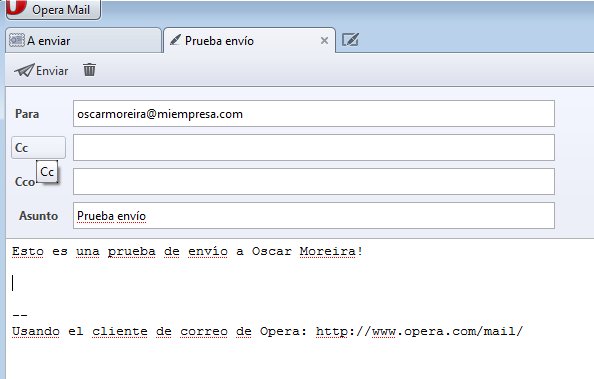 Opera Mail
A enviar
Prueba envío
Enviar
Para
oscarmoreira@miempresa.com
Cc
Cc
Cco
Asunto
Prueba envío
Esto es una prueba de envío a Oscar Moreira!
--
Usando el cliente de correo de Opera: http://www.opera.com/mail/